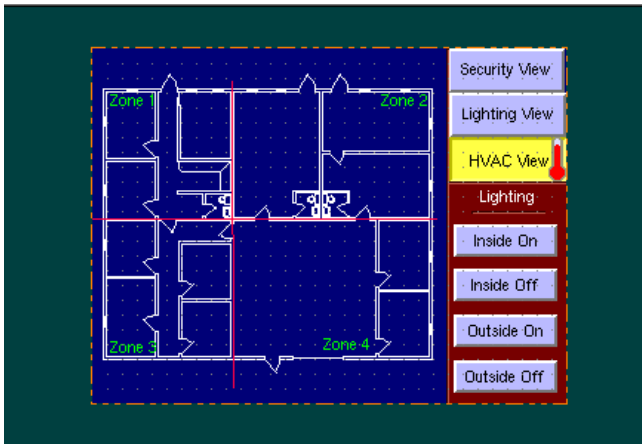 Zone 1
Zone 2
Zone 3
Zone 4
Security View
Lighting View
HVAC View
Lighting
Inside On
Inside Off
Outside On
Outside Off